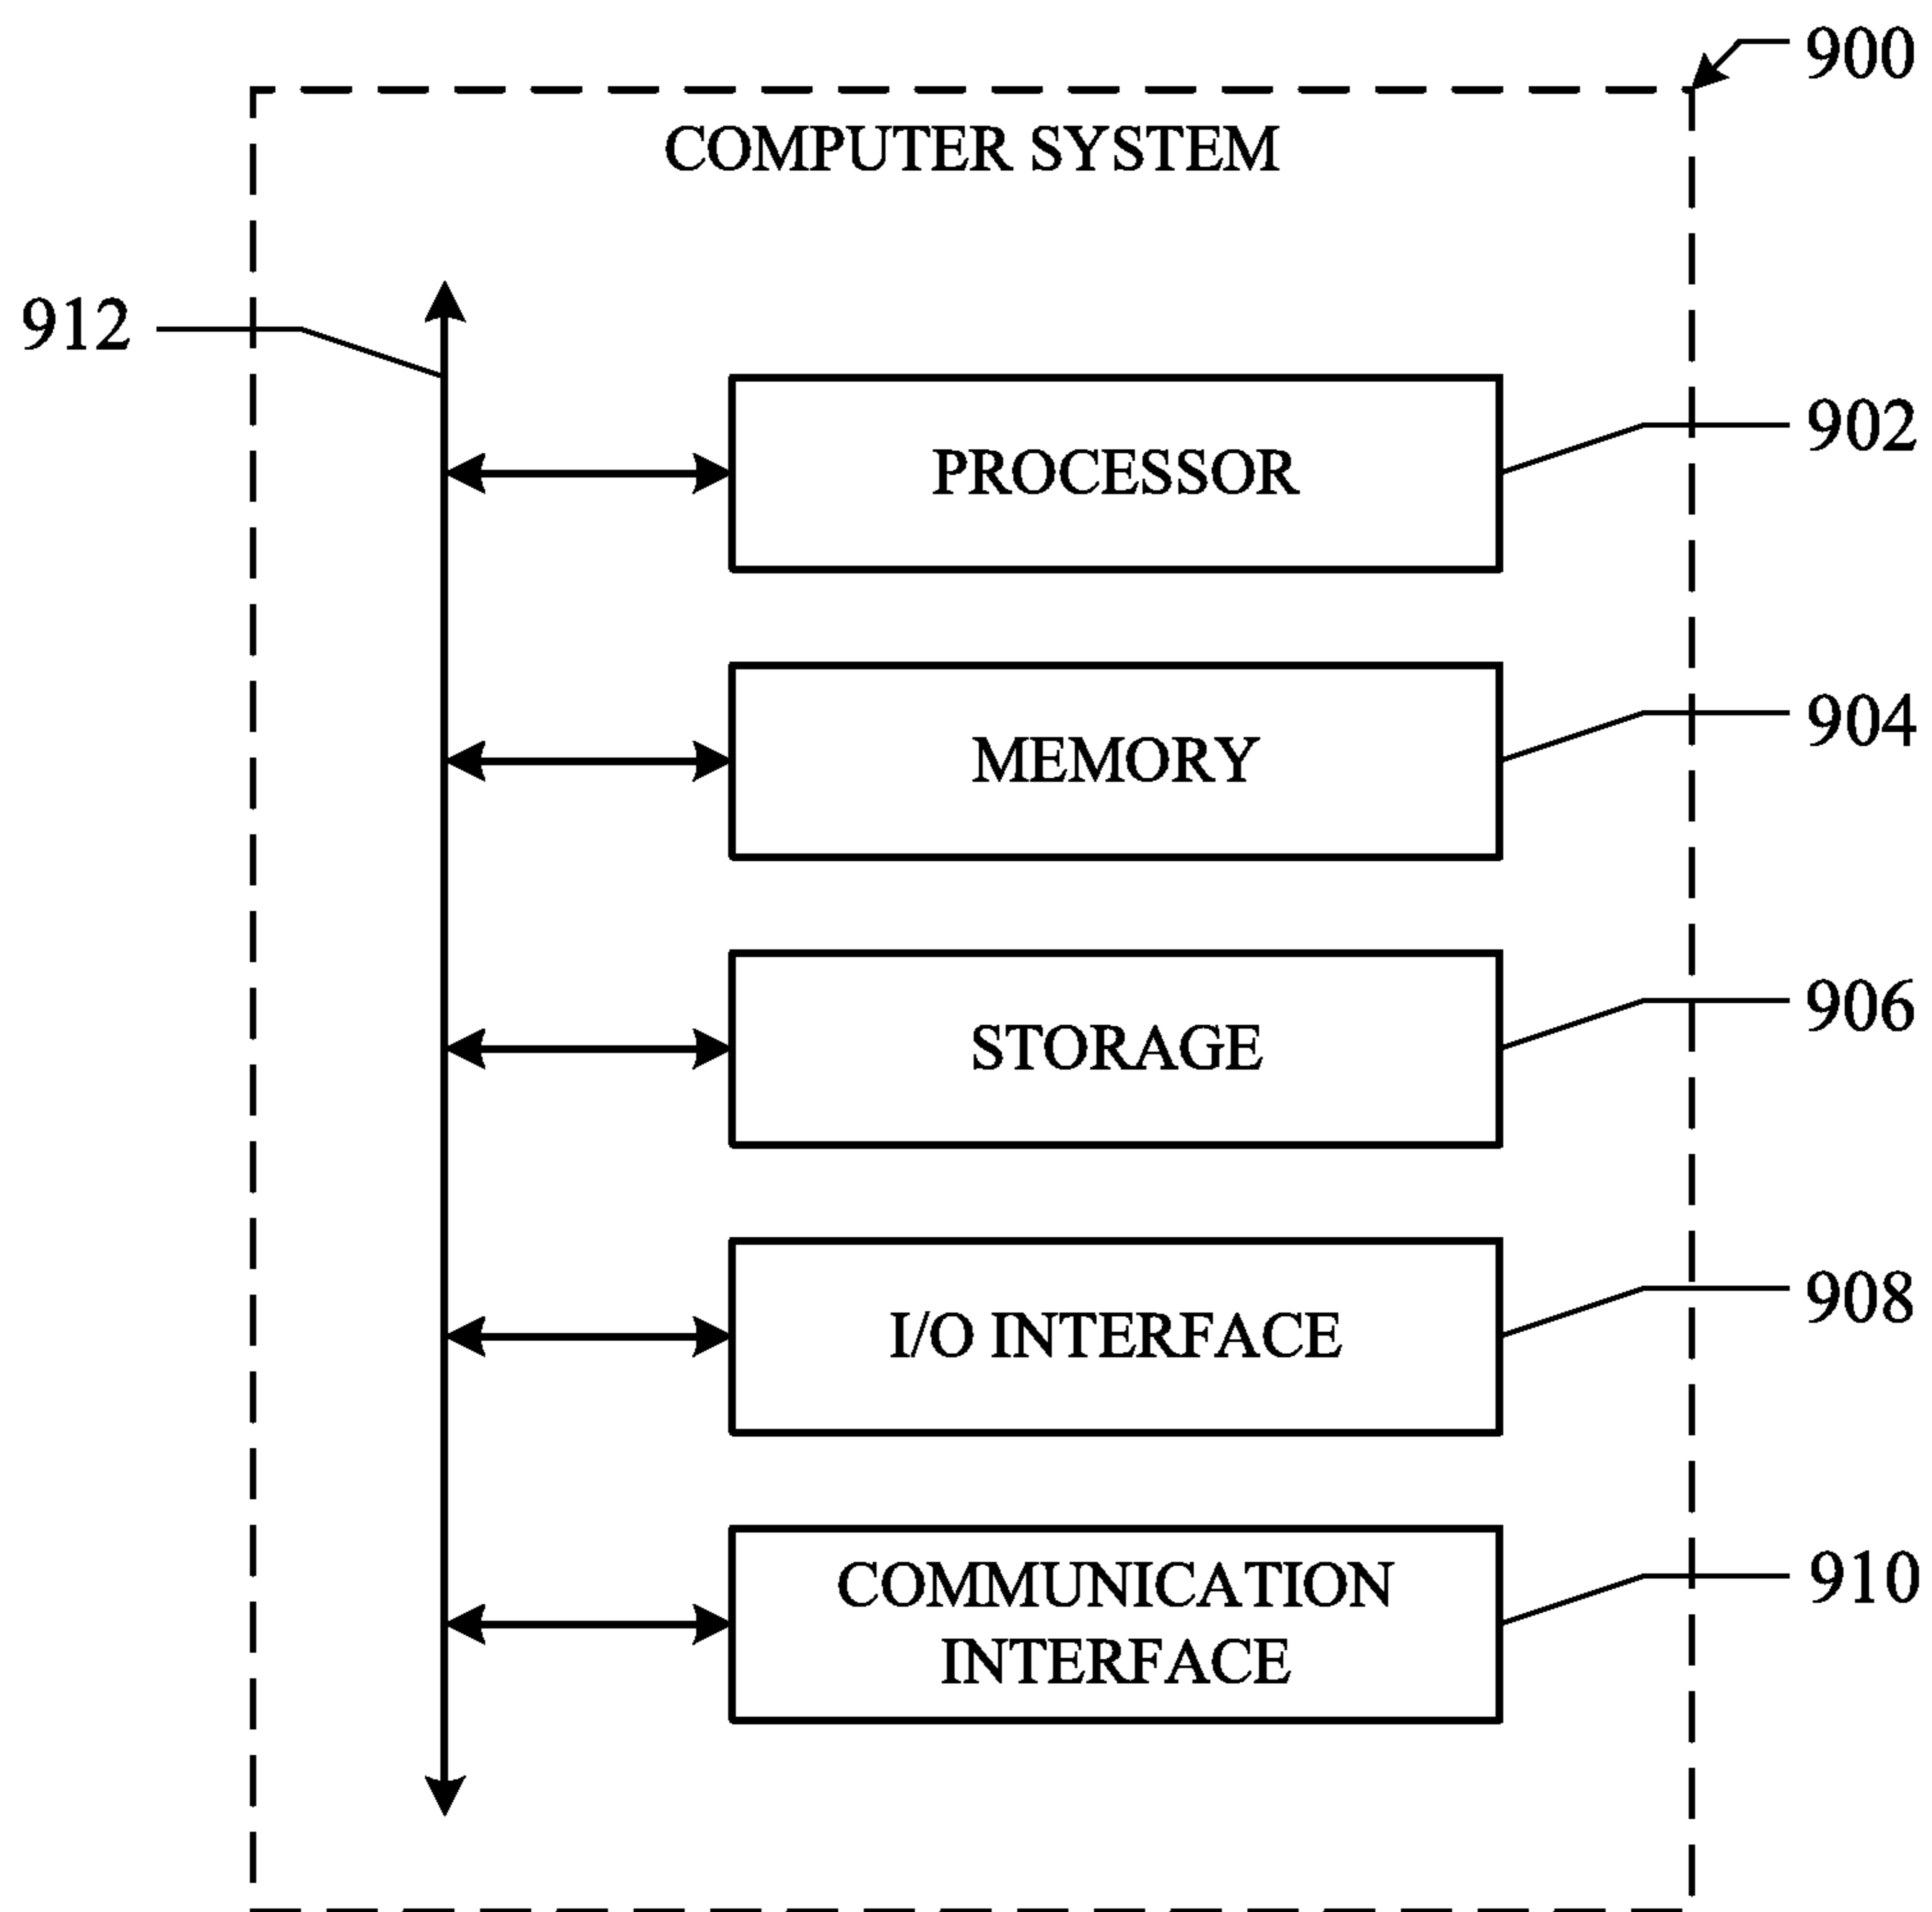 900
COMPUTER SYSTEM
912
902
PROCESSOR
904
MEMORY
906
STORAGE
908
I/O INTERFACE
910
COMMUNICATION
INTERFACE